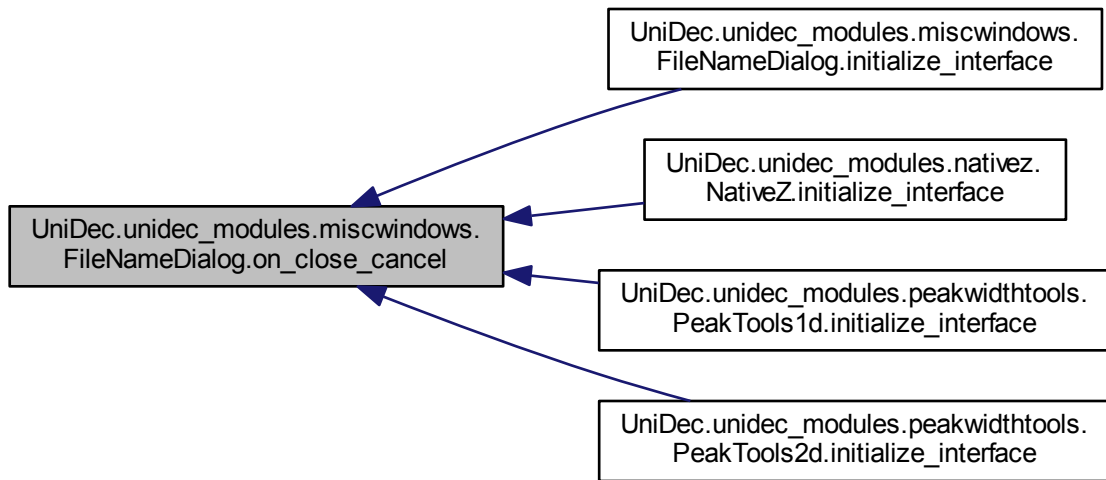 UniDec.unidec_modules.miscwindows.
FileNameDialog.initialize_interface
UniDec.unidec_modules.nativez.
NativeZ.initialize_interface
UniDec.unidec_modules.miscwindows.
FileNameDialog.on_close_cancel
UniDec.unidec_modules.peakwidthtools.
PeakTools1d.initialize_interface
UniDec.unidec_modules.peakwidthtools.
PeakTools2d.initialize_interface